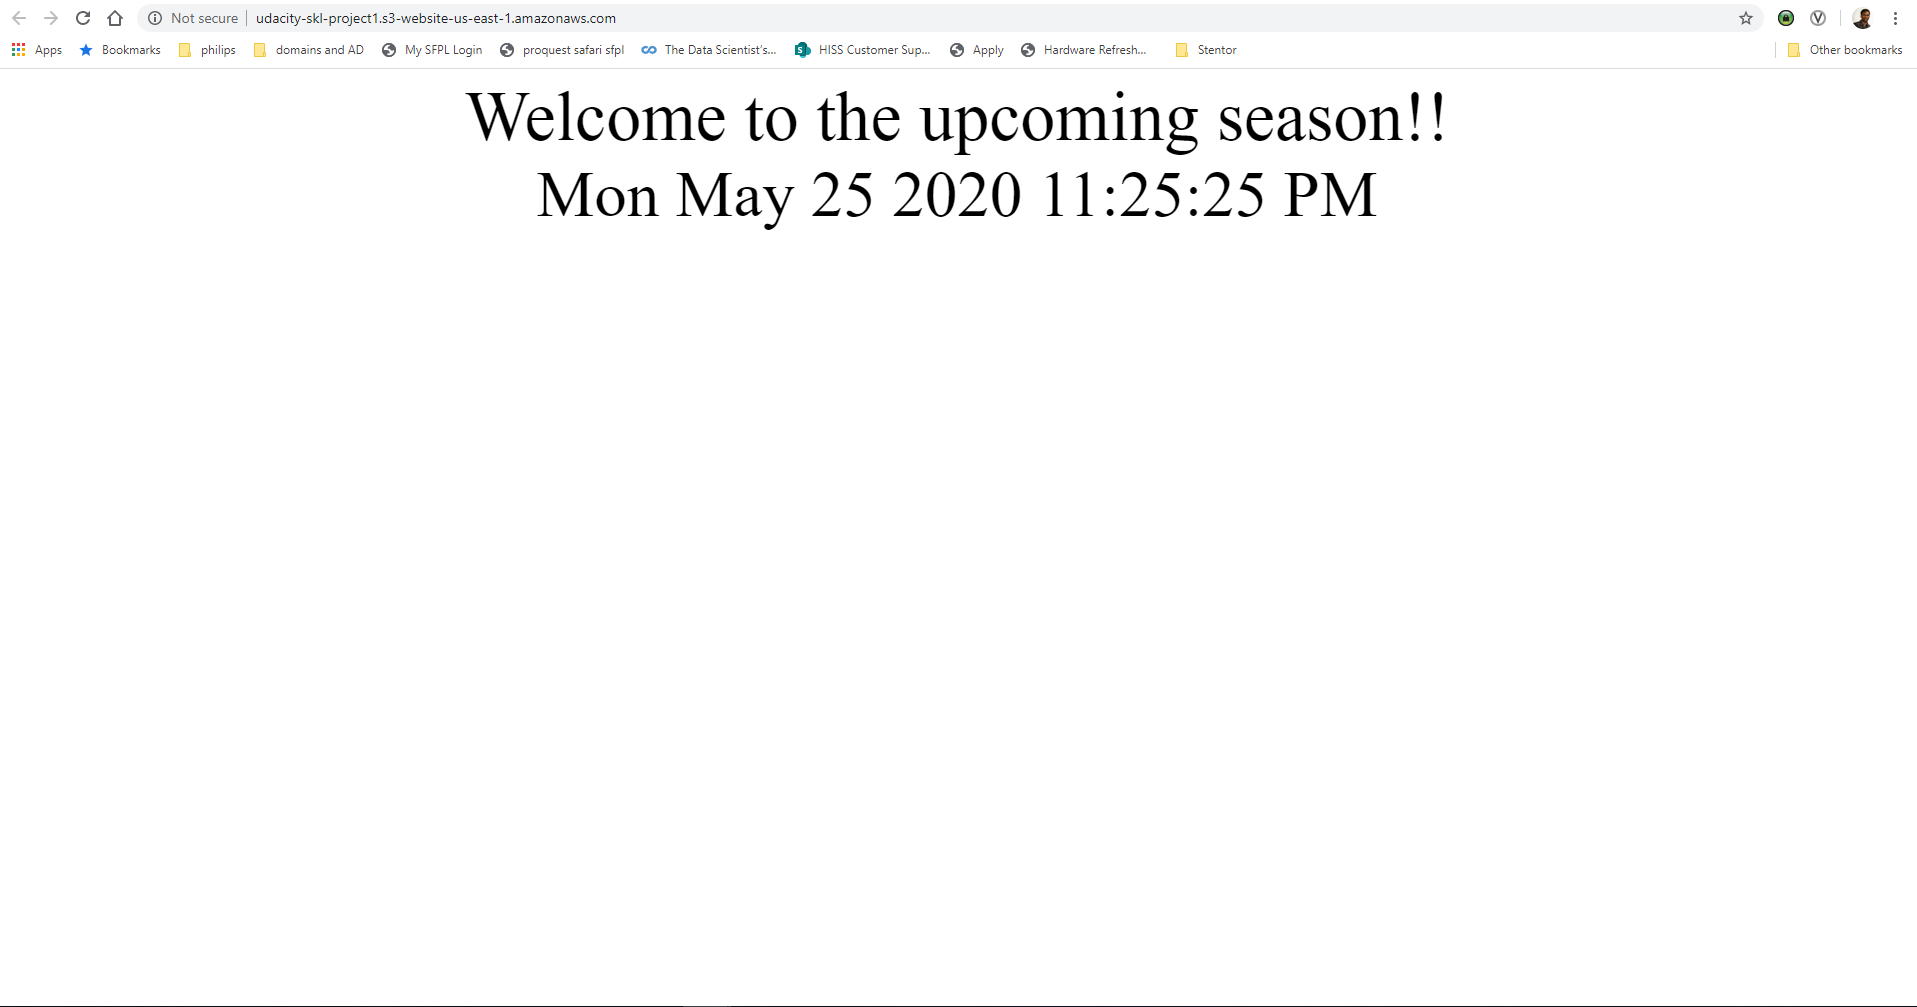 Not secure udacity-skl-project1.s3-website-us-east-1.amazonaws.com
Apps Bookmarks philips domains and AD My SFPL Login proquest safari sfpl The Data Scientist's... HISS Customer Sup... Apply Hardware Refresh... Stentor Other bookmarks
Welcome to the upcoming season!!
Mon May 25 2020 11:25:25 PM